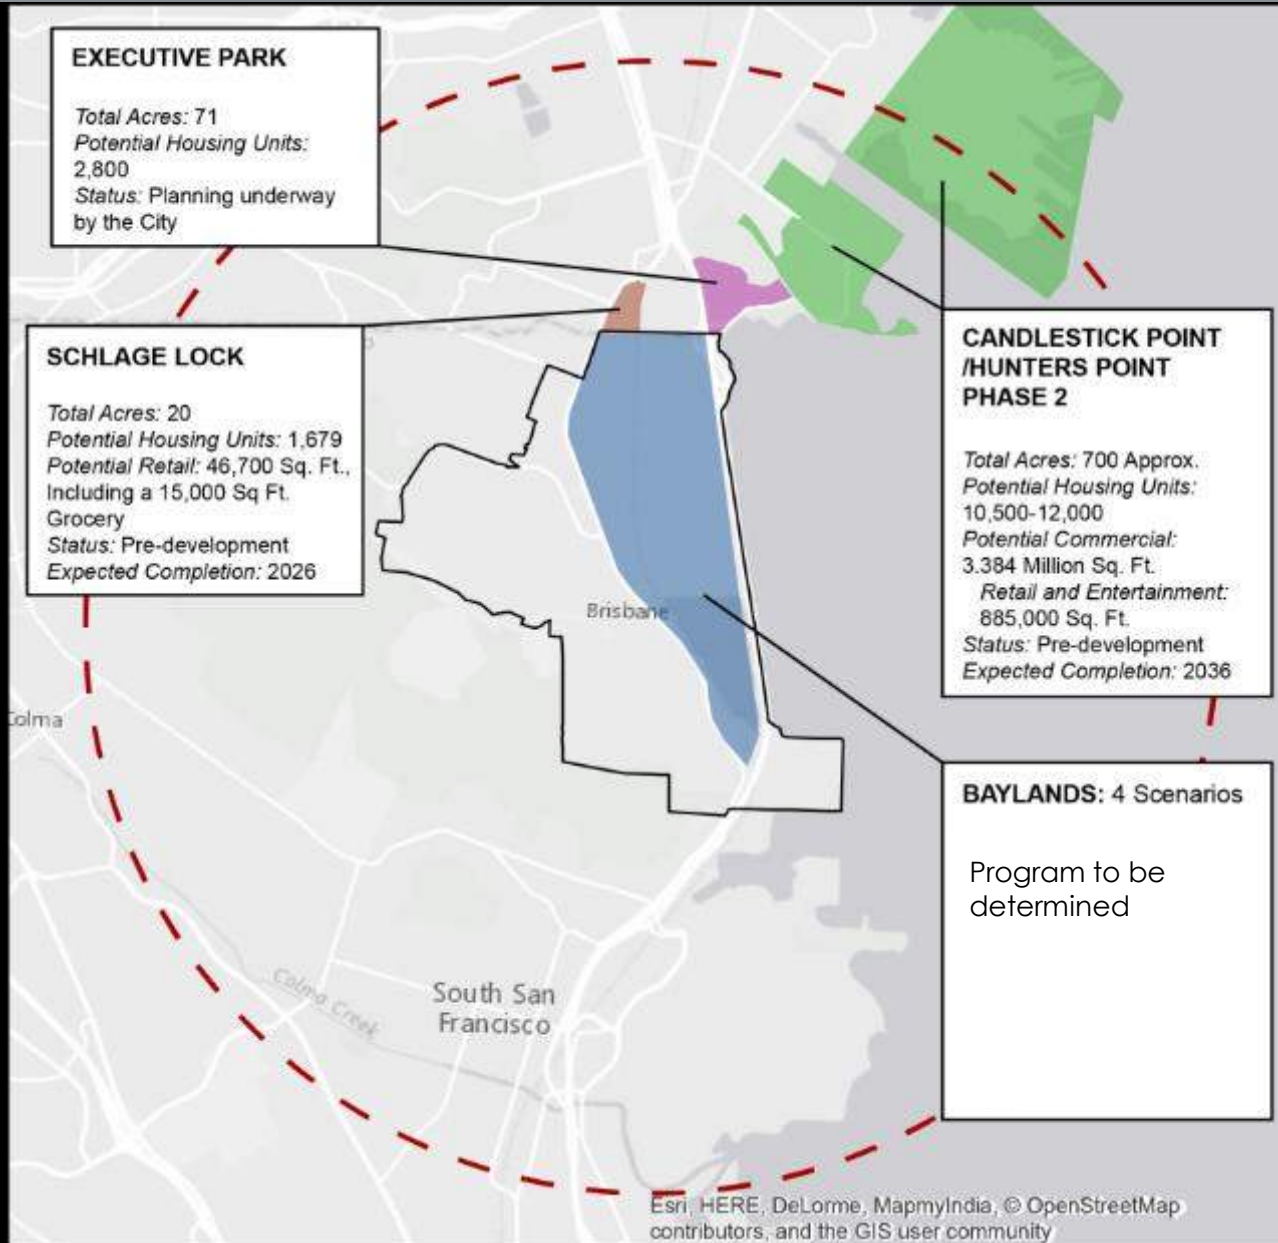 EXECUTIVE PARK
Total Acres: 71
Potential Housing Units:
2,800
Status: Planning underway
by the City
SCHLAGE LOCK
Total Acres: 20
Potential Housing Units: 1,679
Potential Retail: 46,700 Sq. Ft.,
Including a 15,000 Sq Ft.
Grocery
Status: Pre-development
Expected Completion: 2026
CANDLESTICK POINT
/HUNTERS POINT
PHASE 2
Total Acres: 700 Approx.
Potential Housing Units:
10,500-12,000
Potential Commercial:
3.384 Million Sq. Ft.
Retail and Entertainment:
885,000 Sq. Ft.
Status: Pre-development
Expected Completion: 2036
Brisbane
Colma
BAYLANDS: 4 Scenarios
Program to be
determined
Colma Creek
South San
Francisco
Esri, HERE, DeLorme, MapmyIndia, © OpenStreetMap
contributors, and the GIS user community